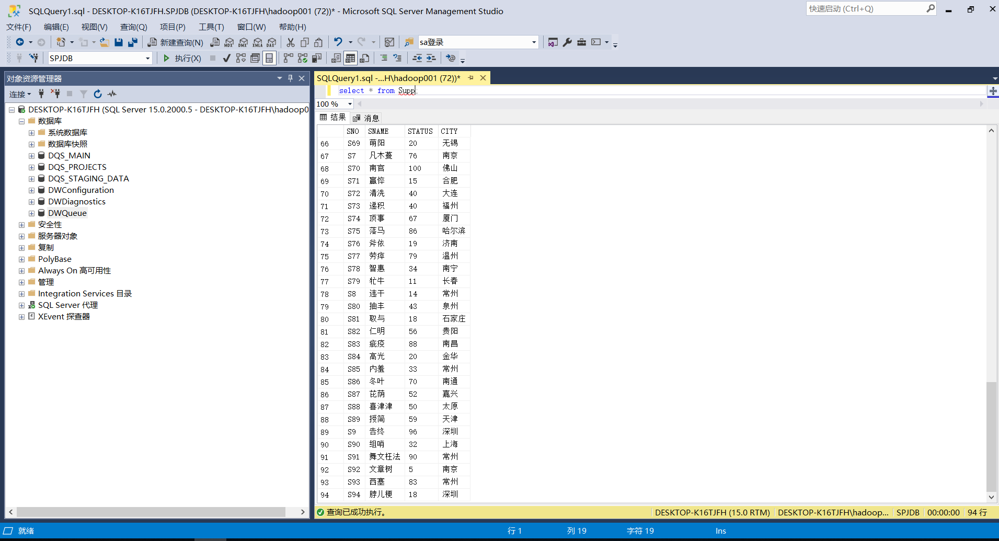 SQLQuery1.sql - DESKTOP-K16TJFH.SPJDB (DESKTOP-K16TJFH\hadoop001 (72))* - Microsoft SQL Server Management Studio
快速启动 (Ctrl+Q)
文件(F) 编辑(E) 视图(V) 查询(Q) 项目(P) 工具(T) 窗口(W) 帮助(H)
新建查询(N) MDX DMX XMLA DAX sa登录
SPJDB 执行(X)
对象资源管理器
连接
DESKTOP-K16TJFH (SQL Server 15.0.2000.5 - DESKTOP-K16TJFH\hadoop0
数据库
系统数据库
数据库快照
DQS_MAIN
DQS_PROJECTS
DQS_STAGING_DATA
DWConfiguration
DWDiagnostics
DWQueue
安全性
服务器对象
复制
PolyBase
Always On 高可用性
管理
Integration Services 目录
SQL Server 代理
XEvent 探查器
SQLQuery1.sql -...H\hadoop001 (72))*
select * from Supp
100 %
结果 消息
SNO SNAME STATUS CITY
66 S69 萌阳 20 无锡
67 S7 凡木蔓 76 南京
68 S70 南官 100 佛山
69 S71 羸悴 15 合肥
70 S72 清洗 40 大连
71 S73 递积 40 福州
72 S74 顶事 67 厦门
73 S75 落马 86 哈尔滨
74 S76 斧依 19 济南
75 S77 劳瘁 79 温州
76 S78 智惠 34 南宁
77 S79 牤牛 11 长春
78 S8 违干 14 常州
79 S80 抽丰 43 泉州
80 S81 取与 18 石家庄
81 S82 仁明 56 贵阳
82 S83 疵疫 88 南昌
83 S84 高光 20 金华
84 S85 内羞 33 常州
85 S86 冬叶 70 南通
86 S87 芘荫 52 嘉兴
87 S88 喜津津 50 太原
88 S89 授简 59 天津
89 S9 告终 96 深圳
90 S90 组哨 32 上海
91 S91 舞文枉法 90 常州
92 S92 文章树 5 南京
93 S93 西塞 83 常州
94 S94 脖儿梗 18 深圳
查询已成功执行。 DESKTOP-K16TJFH (15.0 RTM) DESKTOP-K16TJFH\hadoop... SPJDB 00:00:00 94 行
就绪 行 1 列 19 字符 19 Ins